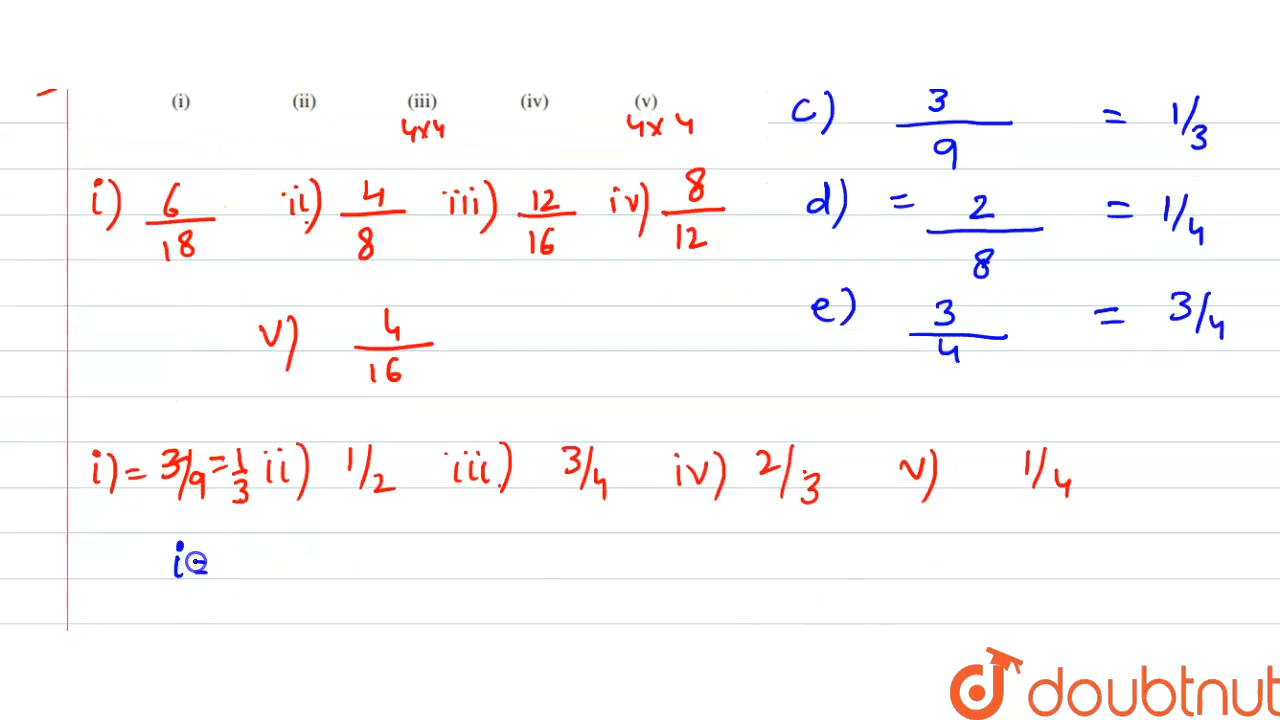 (i) (ii) (iii) (iv) (v)
4x4 4x4
i) 6/18 ii) 4/8 iii) 12/16 iv) 8/12
v) 4/16
i) = 3/9 = 1/3 ii) 1/2 iii) 3/4 iv) 2/3 v) 1/4
i =
c) 3/9 = 1/3
d) = 2/8 = 1/4
e) 3/4 = 3/4
doubtnut